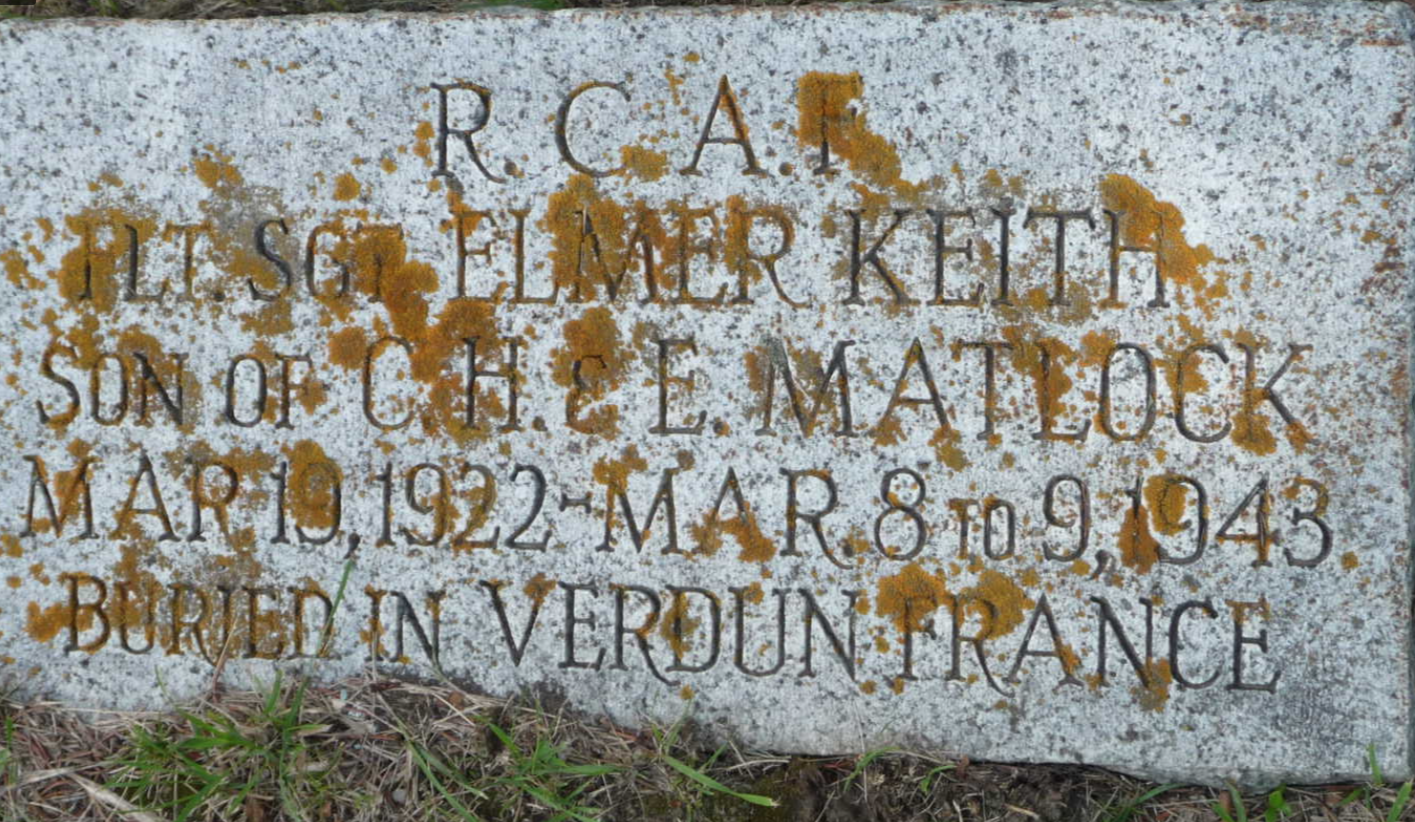 R.C.A.F
FLT. SGT ELMER KEITH
SON OF C.H. & E. MATLOCK
MAR 19, 1922-MAR. 8 TO 9, 1943
BURIED IN VERDUN FRANCE